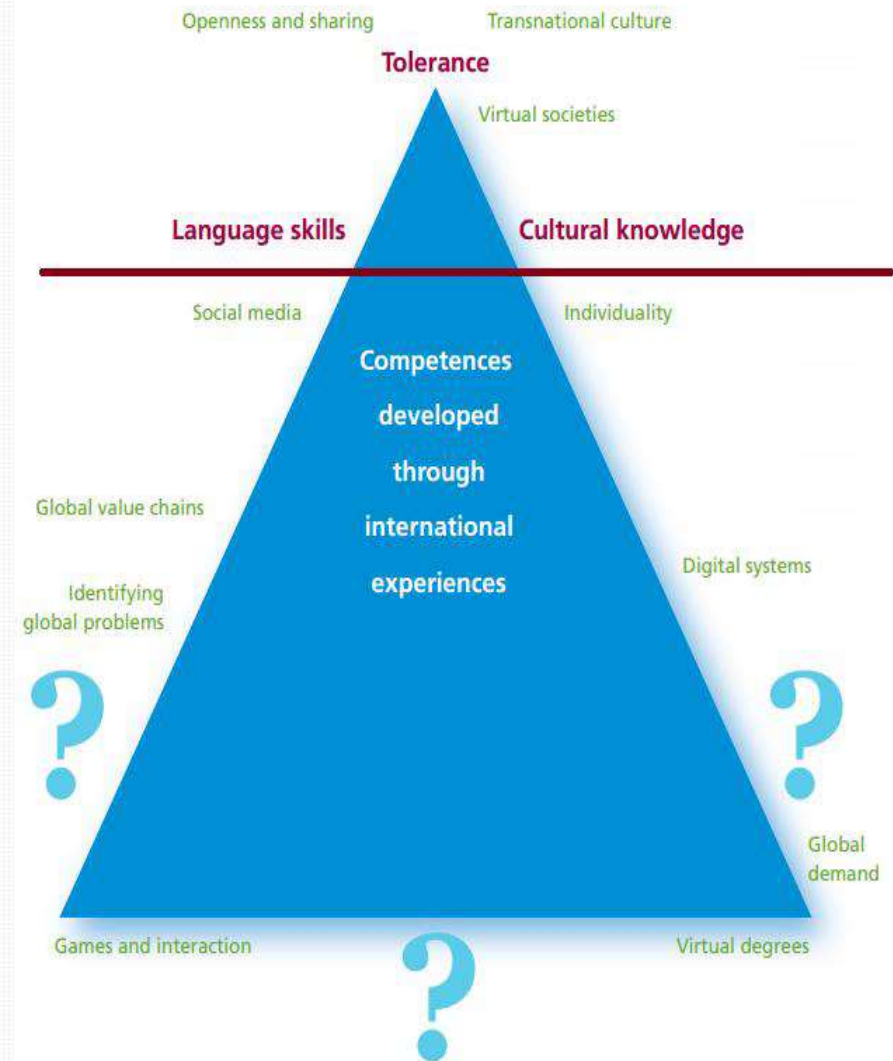 Openness and sharing
Transnational culture
Tolerance
Virtual societies
Language skills
Cultural knowledge
Social media
Individuality
Competences
developed
through
international
experiences
Global value chains
Digital systems
Identifying
global problems
?
?
Global
demand
Games and interaction
?
Virtual degrees